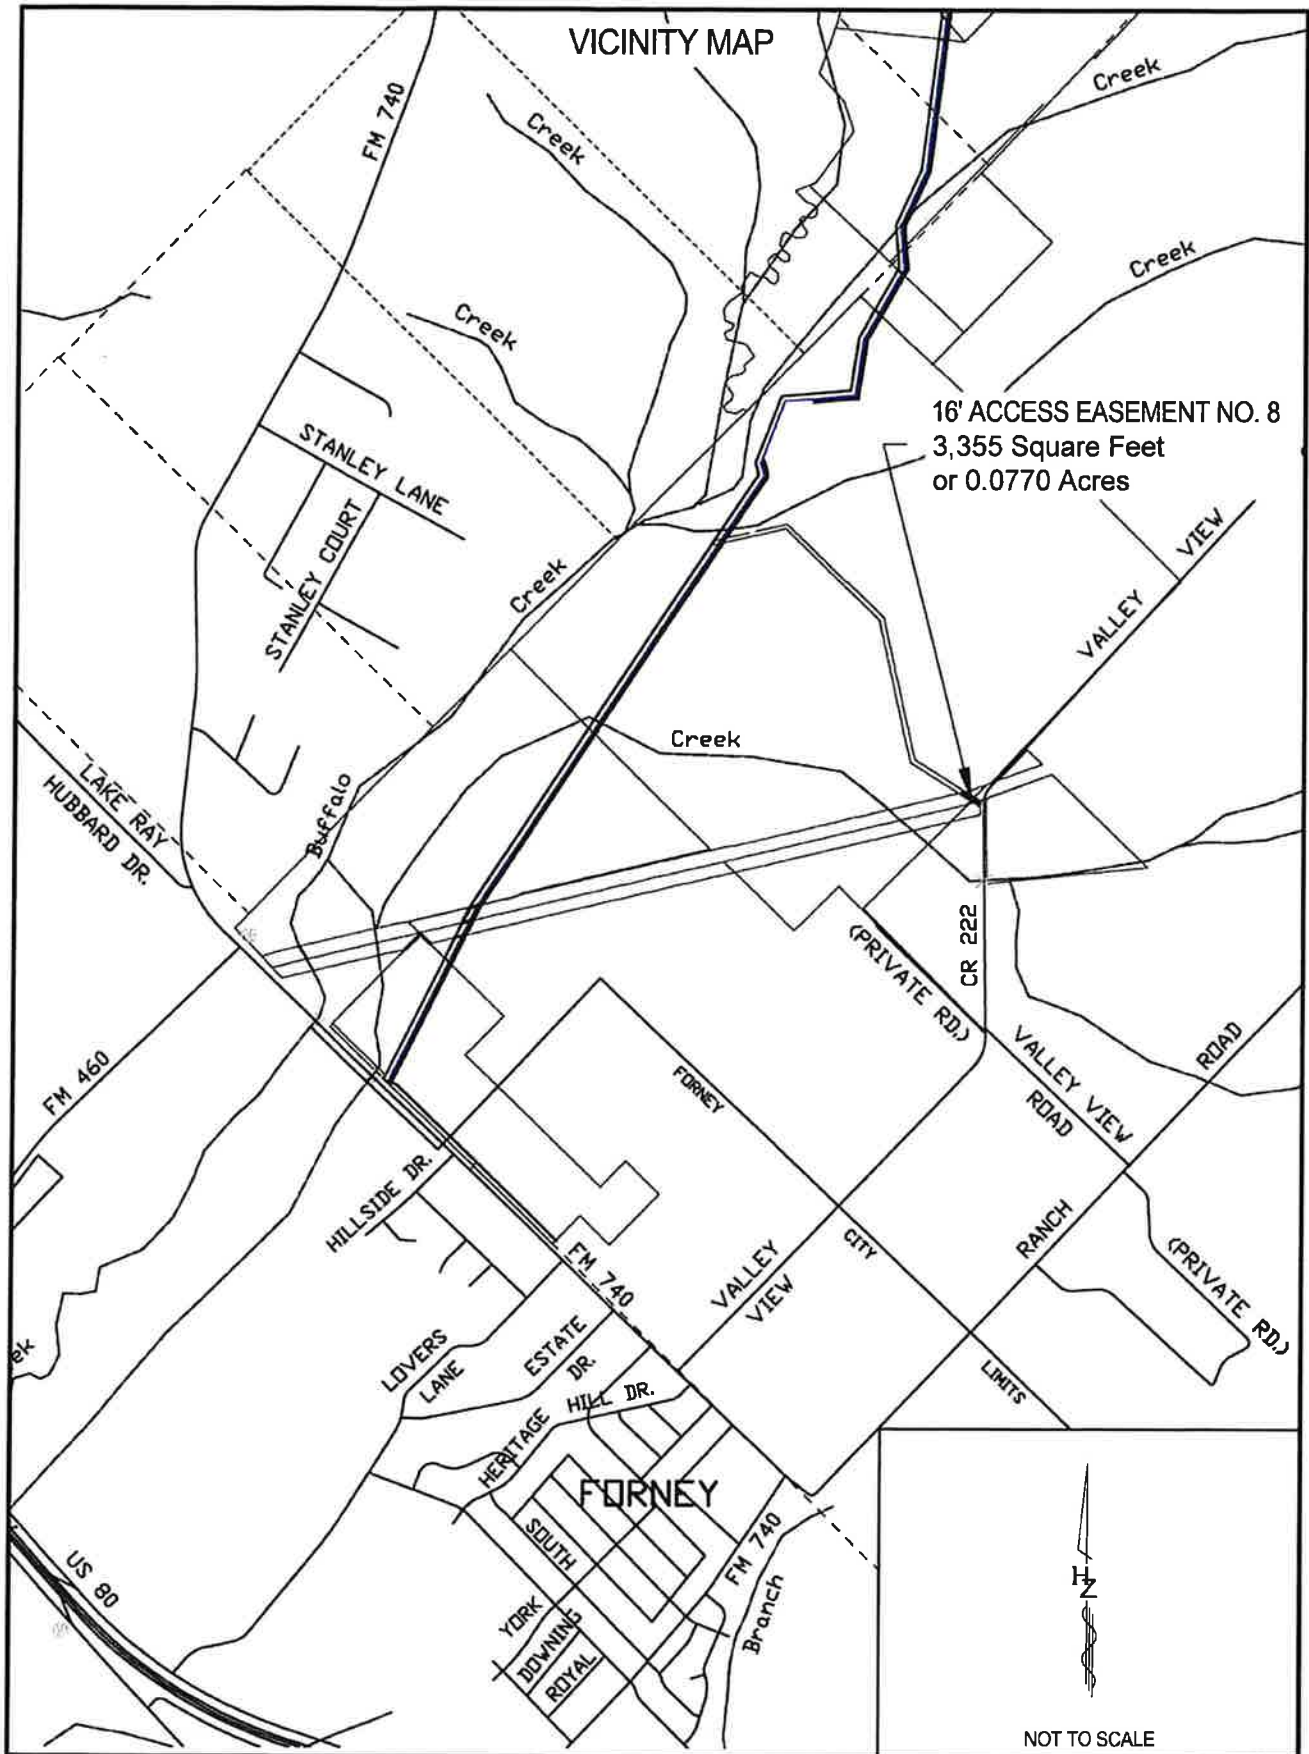 VICINITY MAP
FM 740
Creek
Creek
Creek
Creek
16' ACCESS EASEMENT NO. 8
3,355 Square Feet
or 0.0770 Acres
STANLEY LANE
STANLEY COURT
Creek
VALLEY VIEW
Creek
LAKE RAY
HUBBARD DR.
Buffalo
(PRIVATE RD.)
CR 222
VALLEY VIEW
ROAD
ROAD
FM 460
FORNEY
HILLSIDE DR.
CITY
RANCH
(PRIVATE RD.)
FM 740
VALLEY
VIEW
LOVERS
LANE
ESTATE
DR.
LIMITS
ek
HERITAGE
HILL DR.
FORNEY
SOUTH
FM 740
US 80
YORK
DOWNING
ROYAL
Branch
NOT TO SCALE